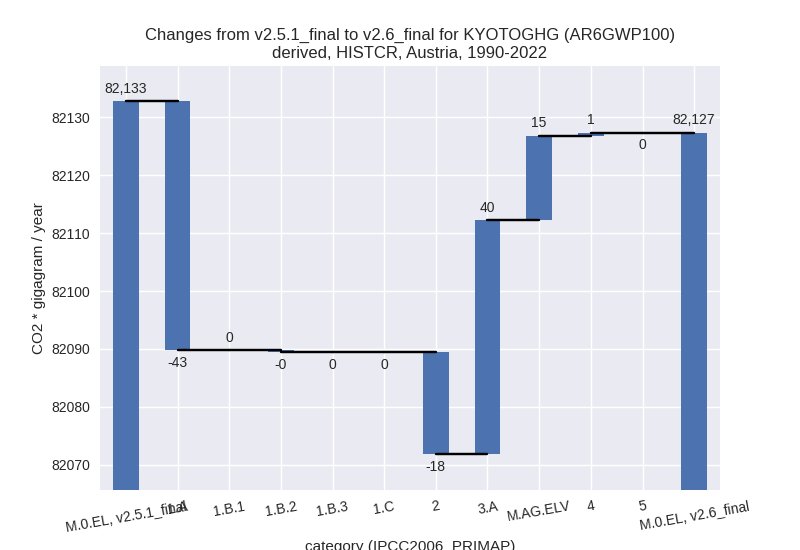 Changes from v2.5.1_final to v2.6_final for KYOTOGHG (AR6GWP100)
derived, HISTCR, Austria, 1990-2022
CO2 * gigagram / year
82130
82120
82110
82100
82090
82080
82070
82,133
-43
0
-0
0
0
-18
40
15
1
0
82,127
M.0.EL, v2.5.1_final
1.A
1.B.1
1.B.2
1.B.3
1.C
2
3.A
M.AG.ELV
4
5
M.0.EL, v2.6_final
category (IPCC2006_PRIMAP)